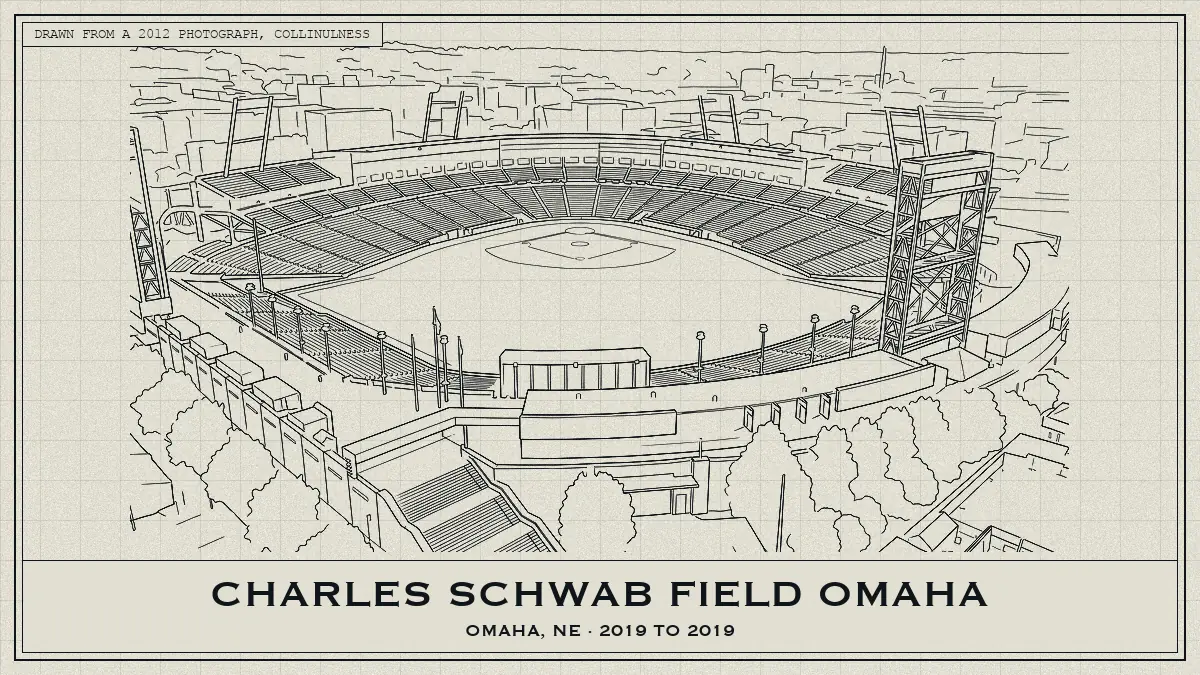 DRAWN FROM A 2012 PHOTOGRAPH, COLLINULNESS
CHARLES SCHWAB FIELD OMAHA
OMAHA, NE · 2019 TO 2019